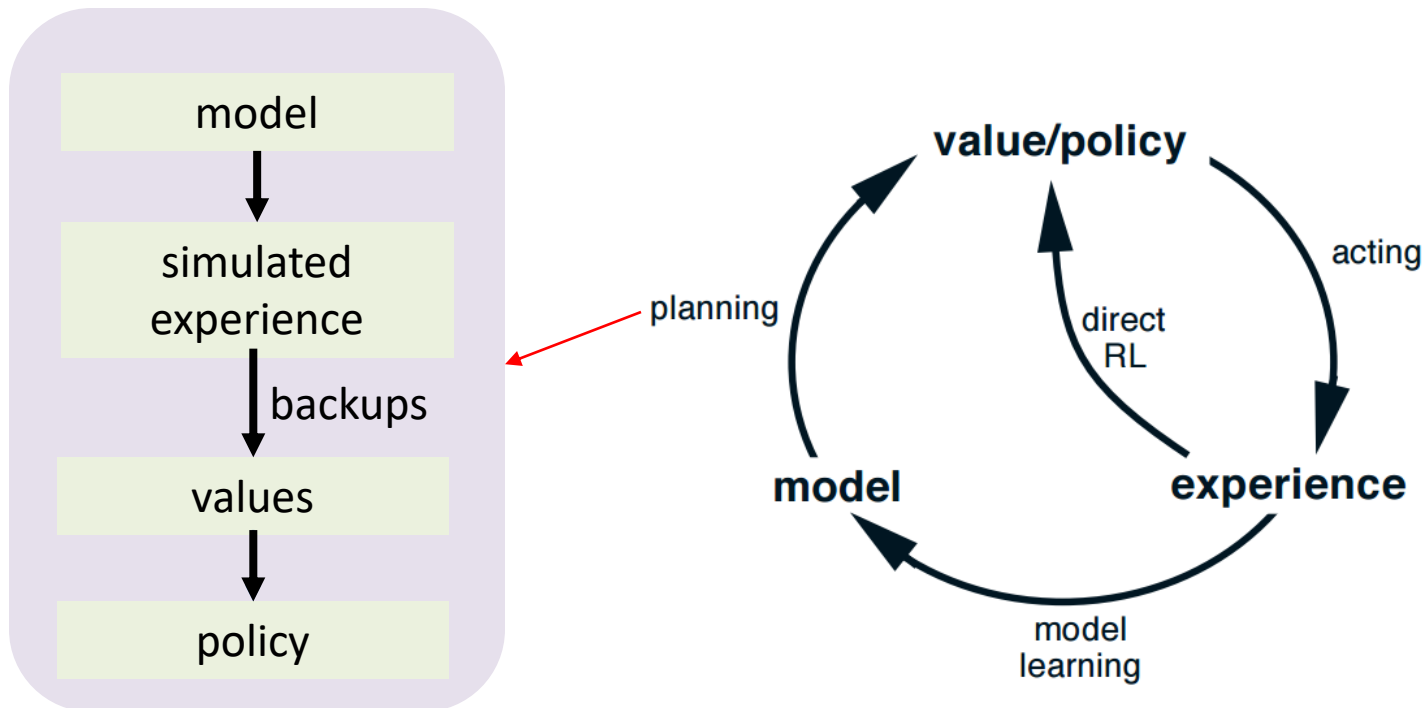 model
simulated
experience
backups
values
policy
value/policy
acting
planning
direct
RL
model
experience
model
learning